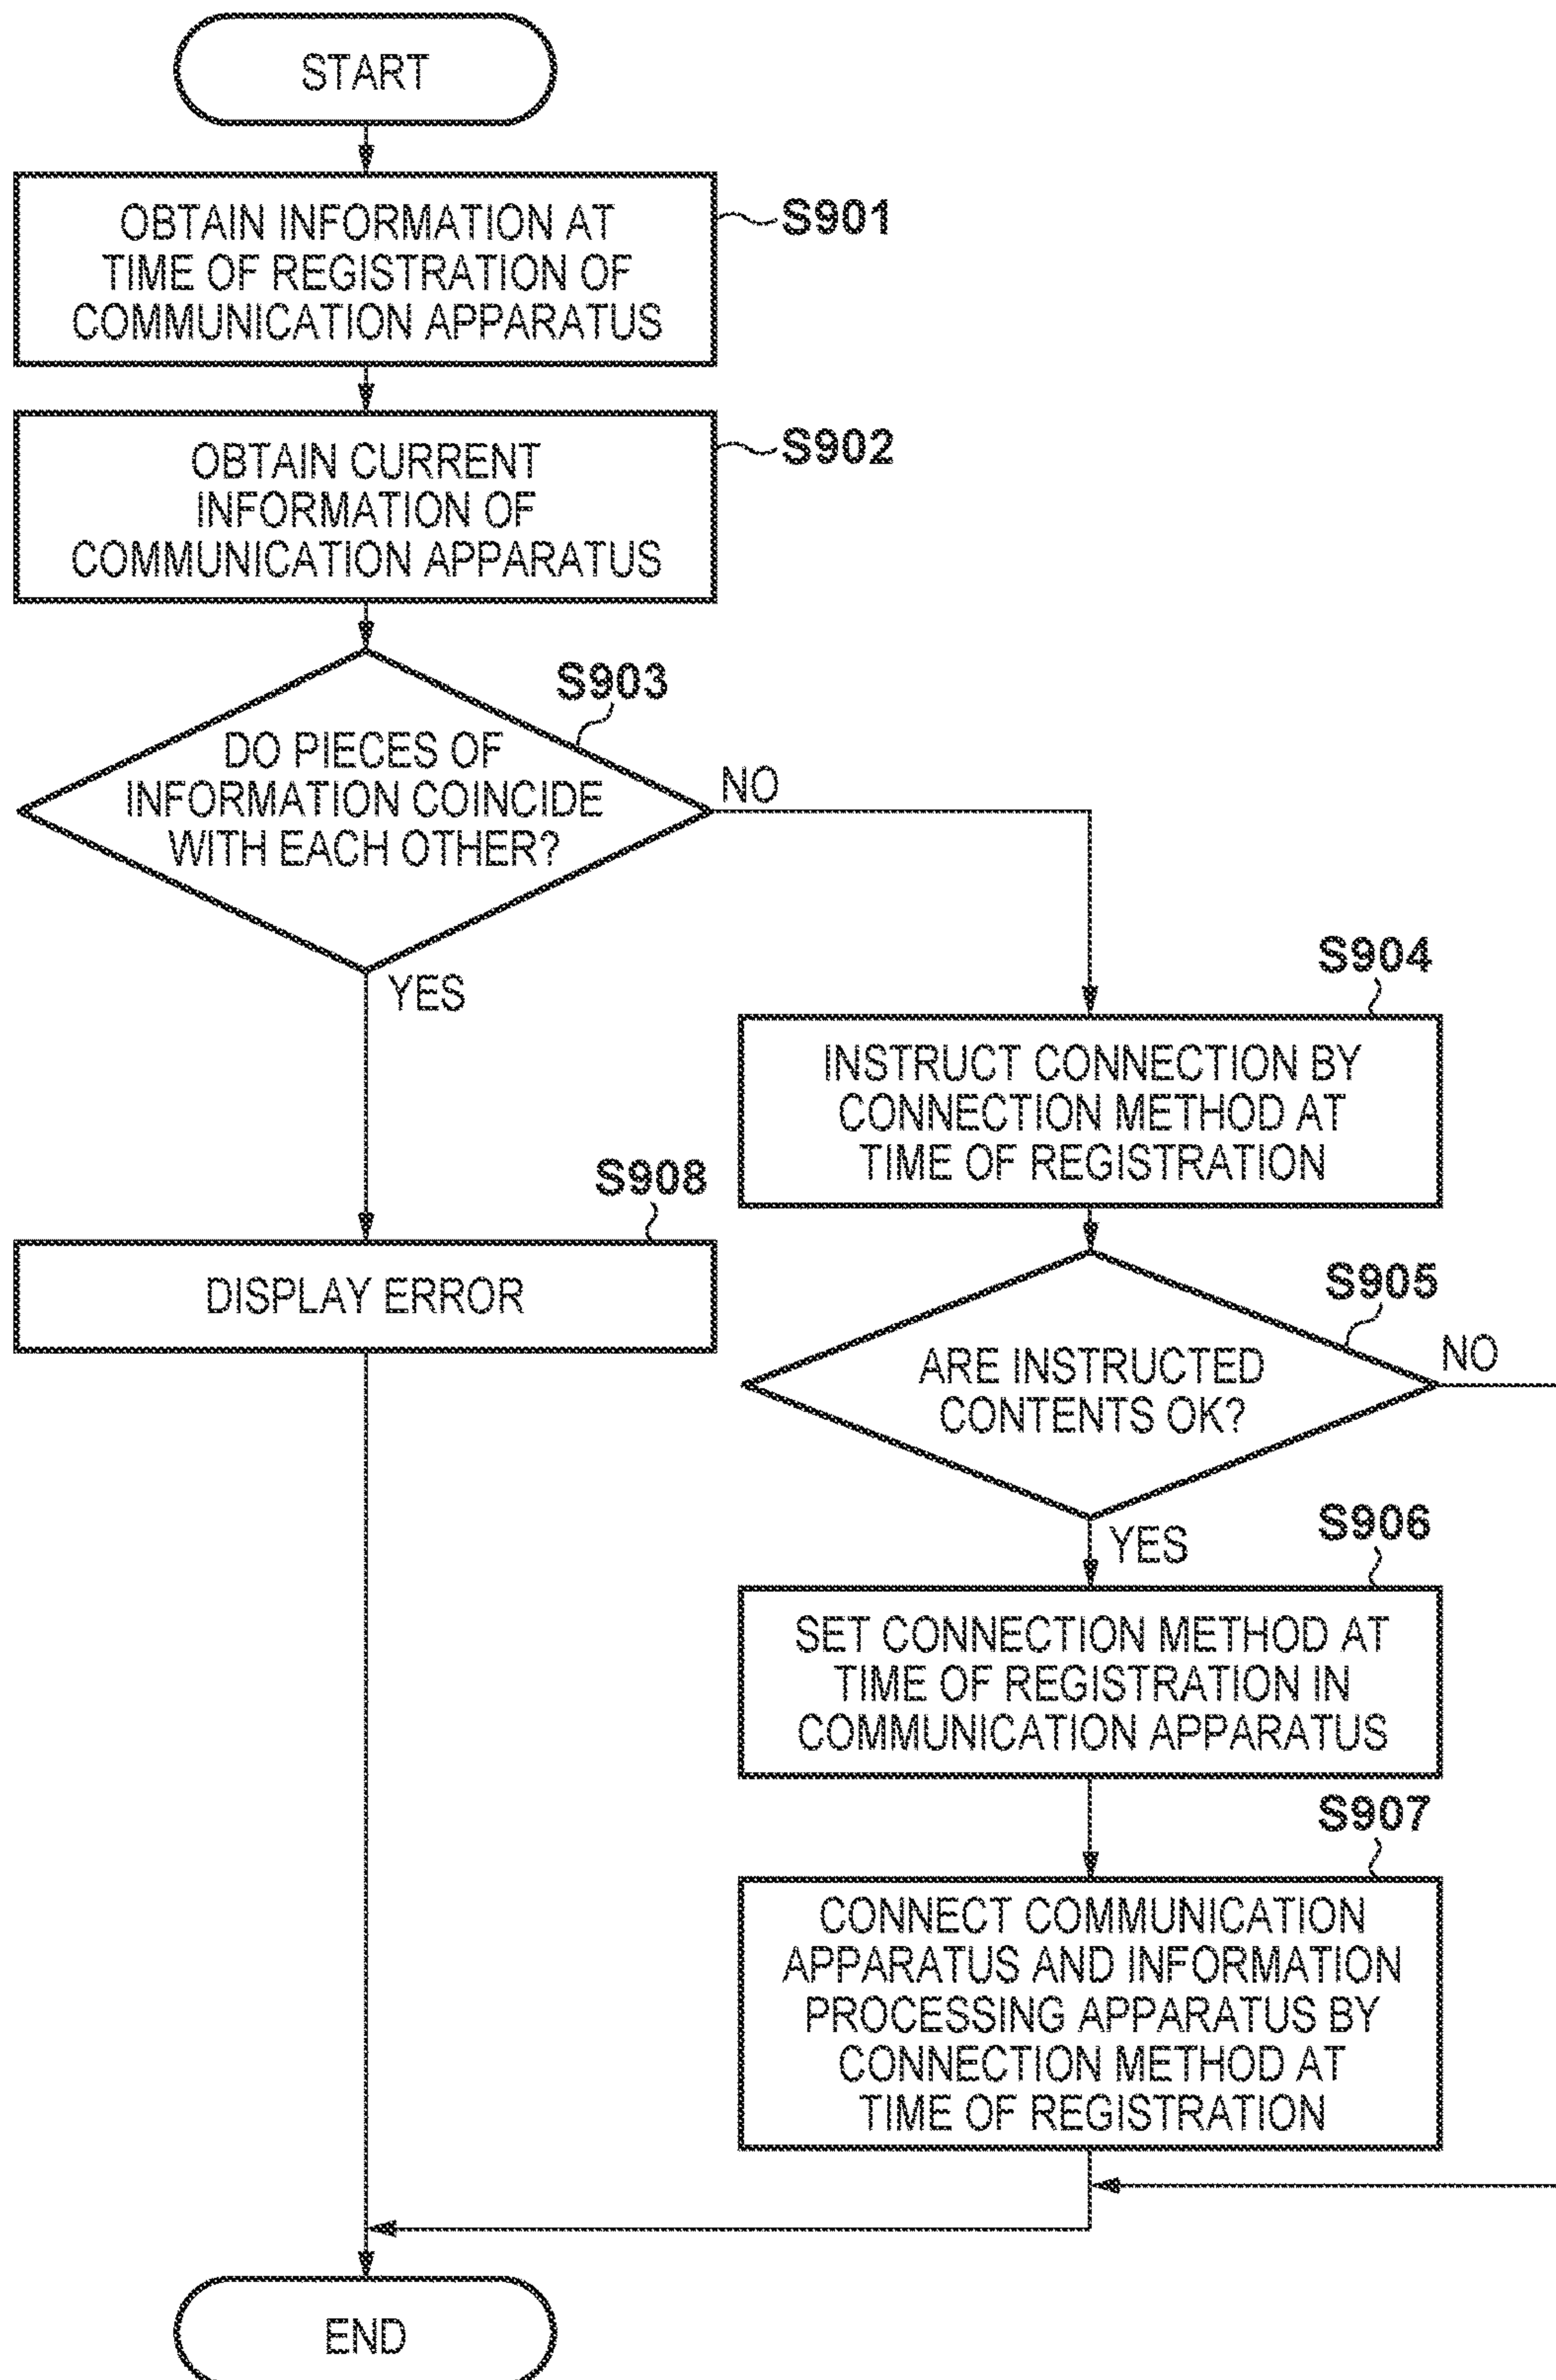 START
OBTAIN INFORMATION AT
TIME OF REGISTRATION OF
COMMUNICATION APPARATUS
S901
OBTAIN CURRENT
INFORMATION OF
COMMUNICATION APPARATUS
S902
S903
DO PIECES OF
INFORMATION COINCIDE
WITH EACH OTHER?
NO
YES
S904
INSTRUCT CONNECTION BY
CONNECTION METHOD AT
TIME OF REGISTRATION
S908
DISPLAY ERROR
S905
ARE INSTRUCTED
CONTENTS OK?
NO
YES
S906
SET CONNECTION METHOD AT
TIME OF REGISTRATION IN
COMMUNICATION APPARATUS
S907
CONNECT COMMUNICATION
APPARATUS AND INFORMATION
PROCESSING APPARATUS BY
CONNECTION METHOD AT
TIME OF REGISTRATION
END